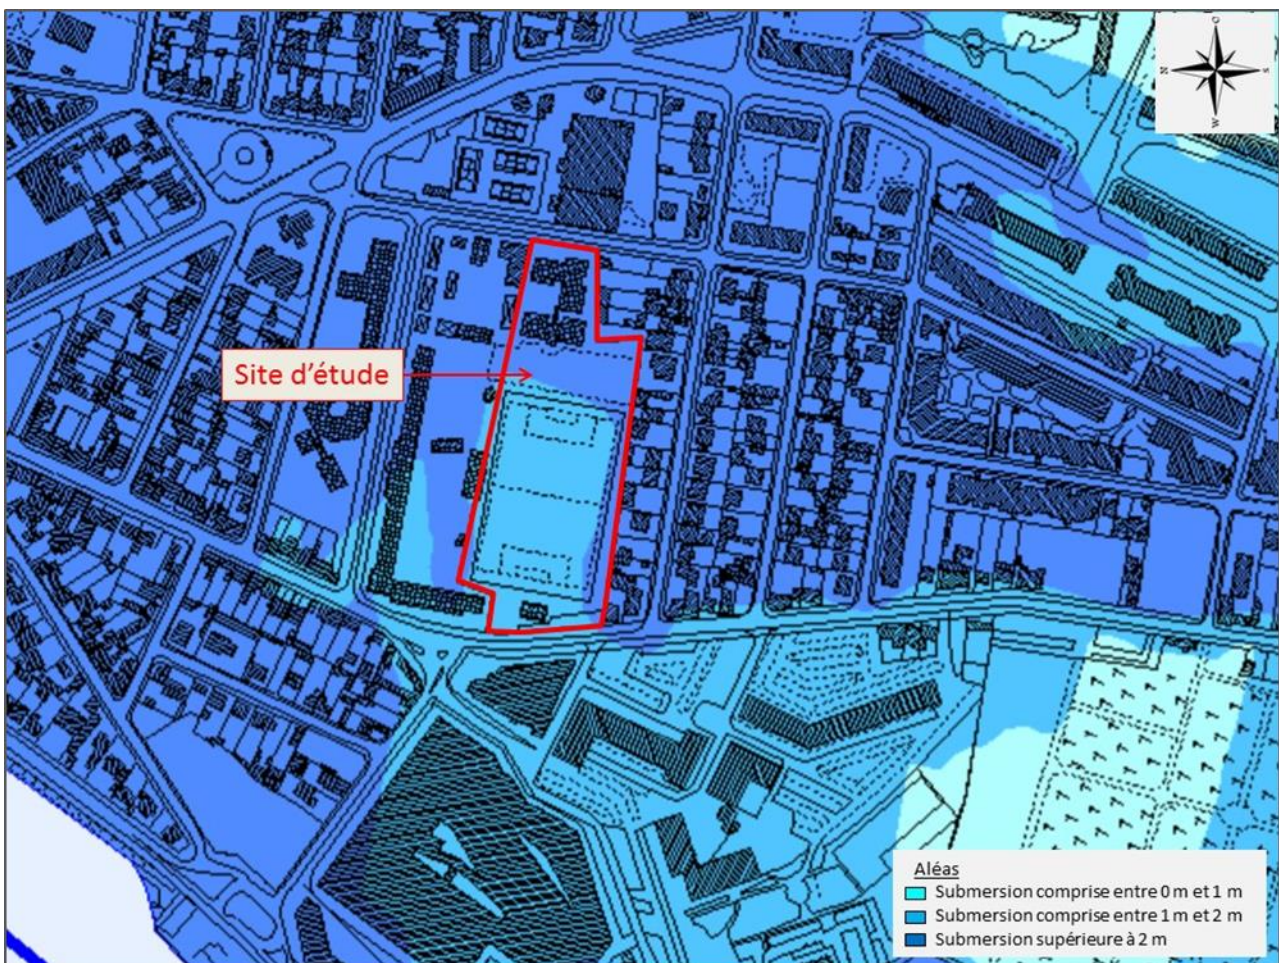 O
N
S
W
Site d'étude
Aléas
Submersion comprise entre 0 m et 1 m
Submersion comprise entre 1 m et 2 m
Submersion supérieure à 2 m